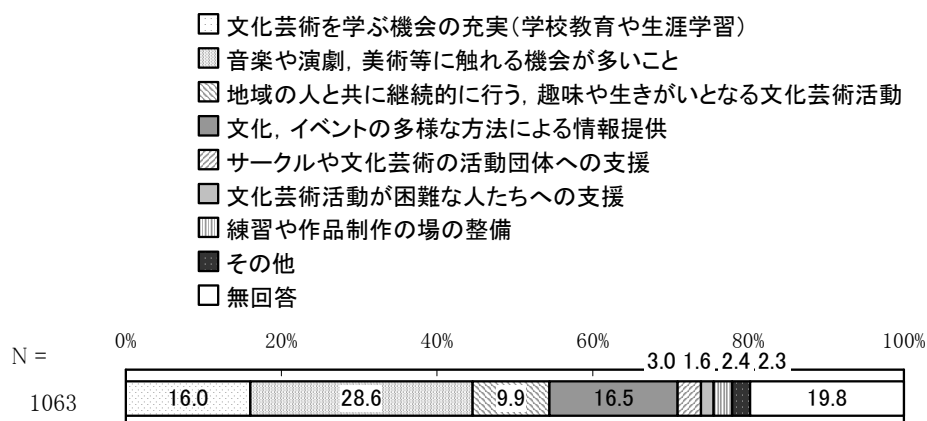 文化芸術を学ぶ機会の充実(学校教育や生涯学習)
音楽や演劇,美術等に触れる機会が多いこと
地域の人と共に継続的に行う,趣味や生きがいとなる文化芸術活動
文化,イベントの多様な方法による情報提供
サークルや文化芸術の活動団体への支援
文化芸術活動が困難な人たちへの支援
練習や作品制作の場の整備
その他
無回答
0% 20% 40% 60% 80% 100%
N =
3.0 1.6 2.4 2.3
1063 16.0 28.6 9.9 16.5 19.8